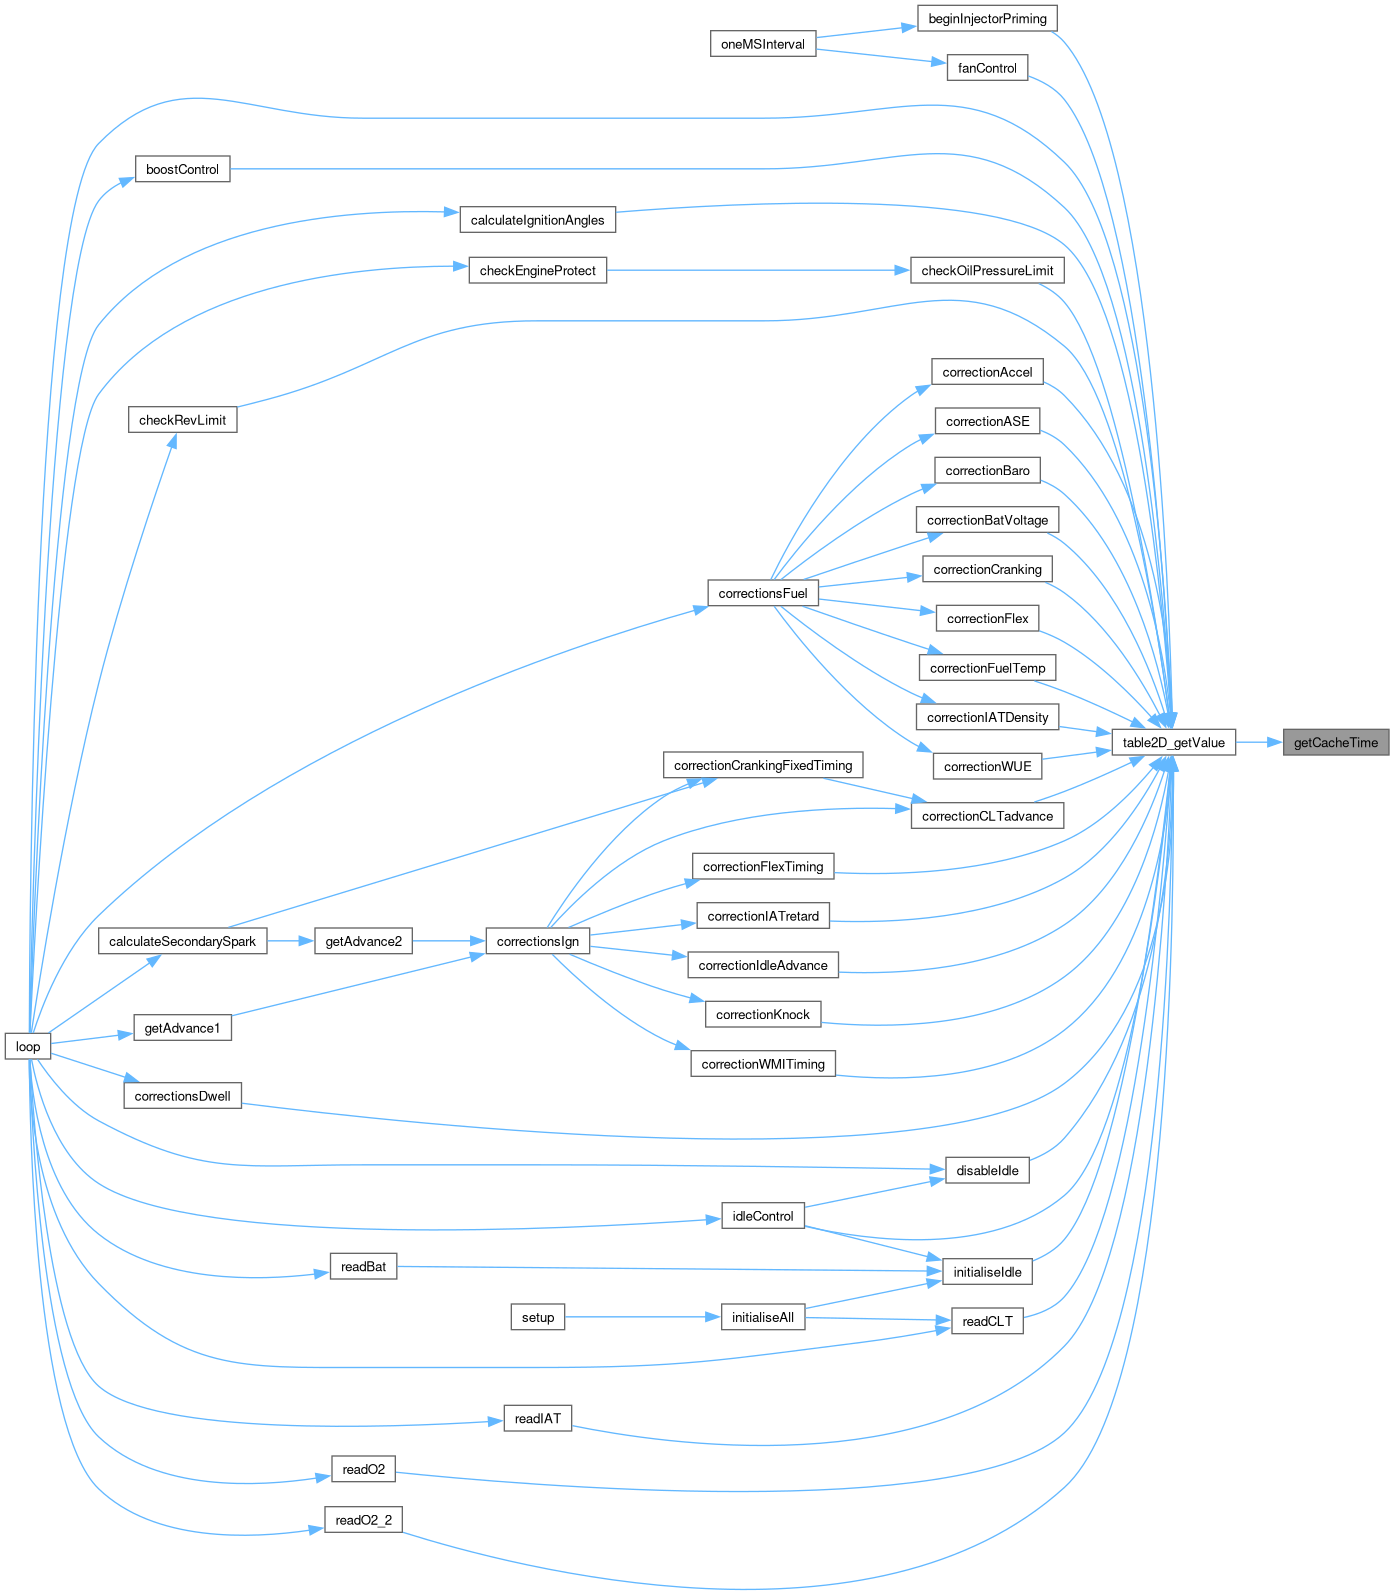 beginInjectorPriming
oneMSInterval
fanControl
boostControl
calculateIgnitionAngles
checkEngineProtect
checkOilPressureLimit
correctionAccel
checkRevLimit
correctionASE
correctionBaro
correctionBatVoltage
correctionCranking
correctionsFuel
correctionFlex
correctionFuelTemp
correctionIATDensity
table2D_getValue
getCacheTime
correctionCrankingFixedTiming
correctionWUE
correctionCLTadvance
correctionFlexTiming
correctionIATretard
calculateSecondarySpark
getAdvance2
correctionsIgn
correctionIdleAdvance
getAdvance1
correctionKnock
loop
correctionWMITiming
correctionsDwell
disableIdle
idleControl
readBat
initialiseIdle
setup
initialiseAll
readCLT
readIAT
readO2
readO2_2